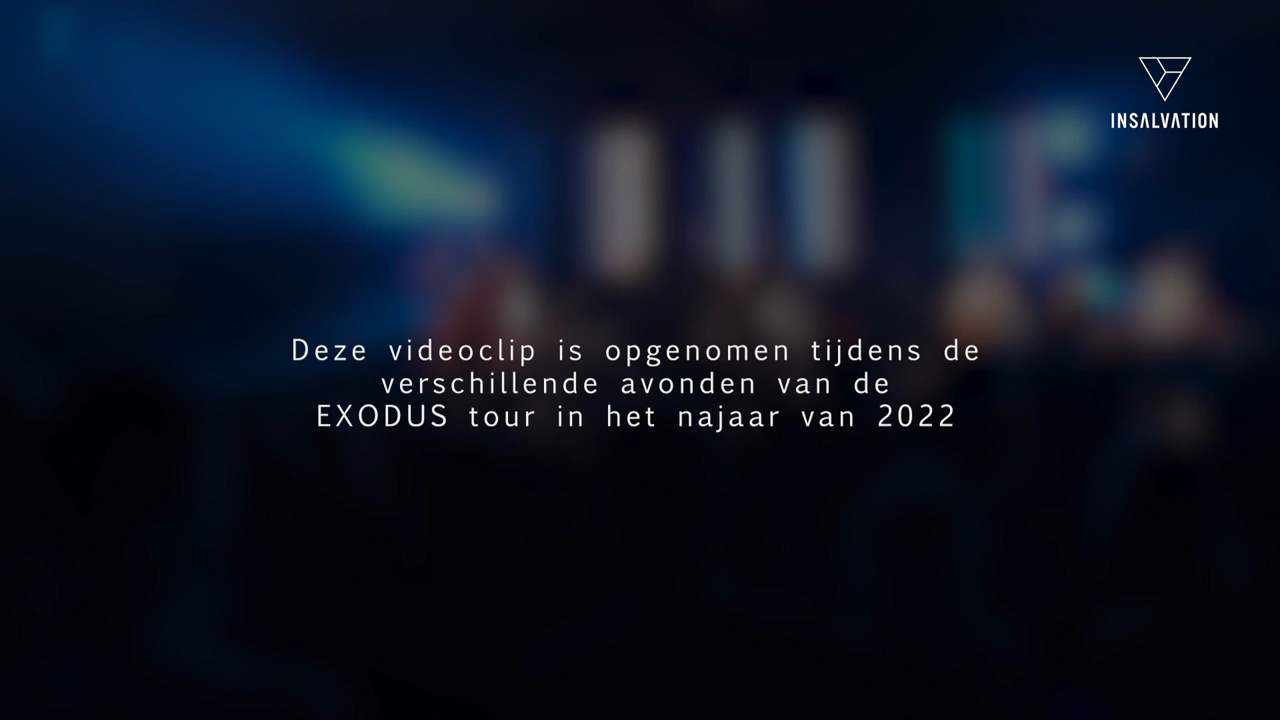 INSALVATION
Deze videoclip is opgenomen tijdens de
verschillende avonden van de
EXODUS tour in het najaar van 2022